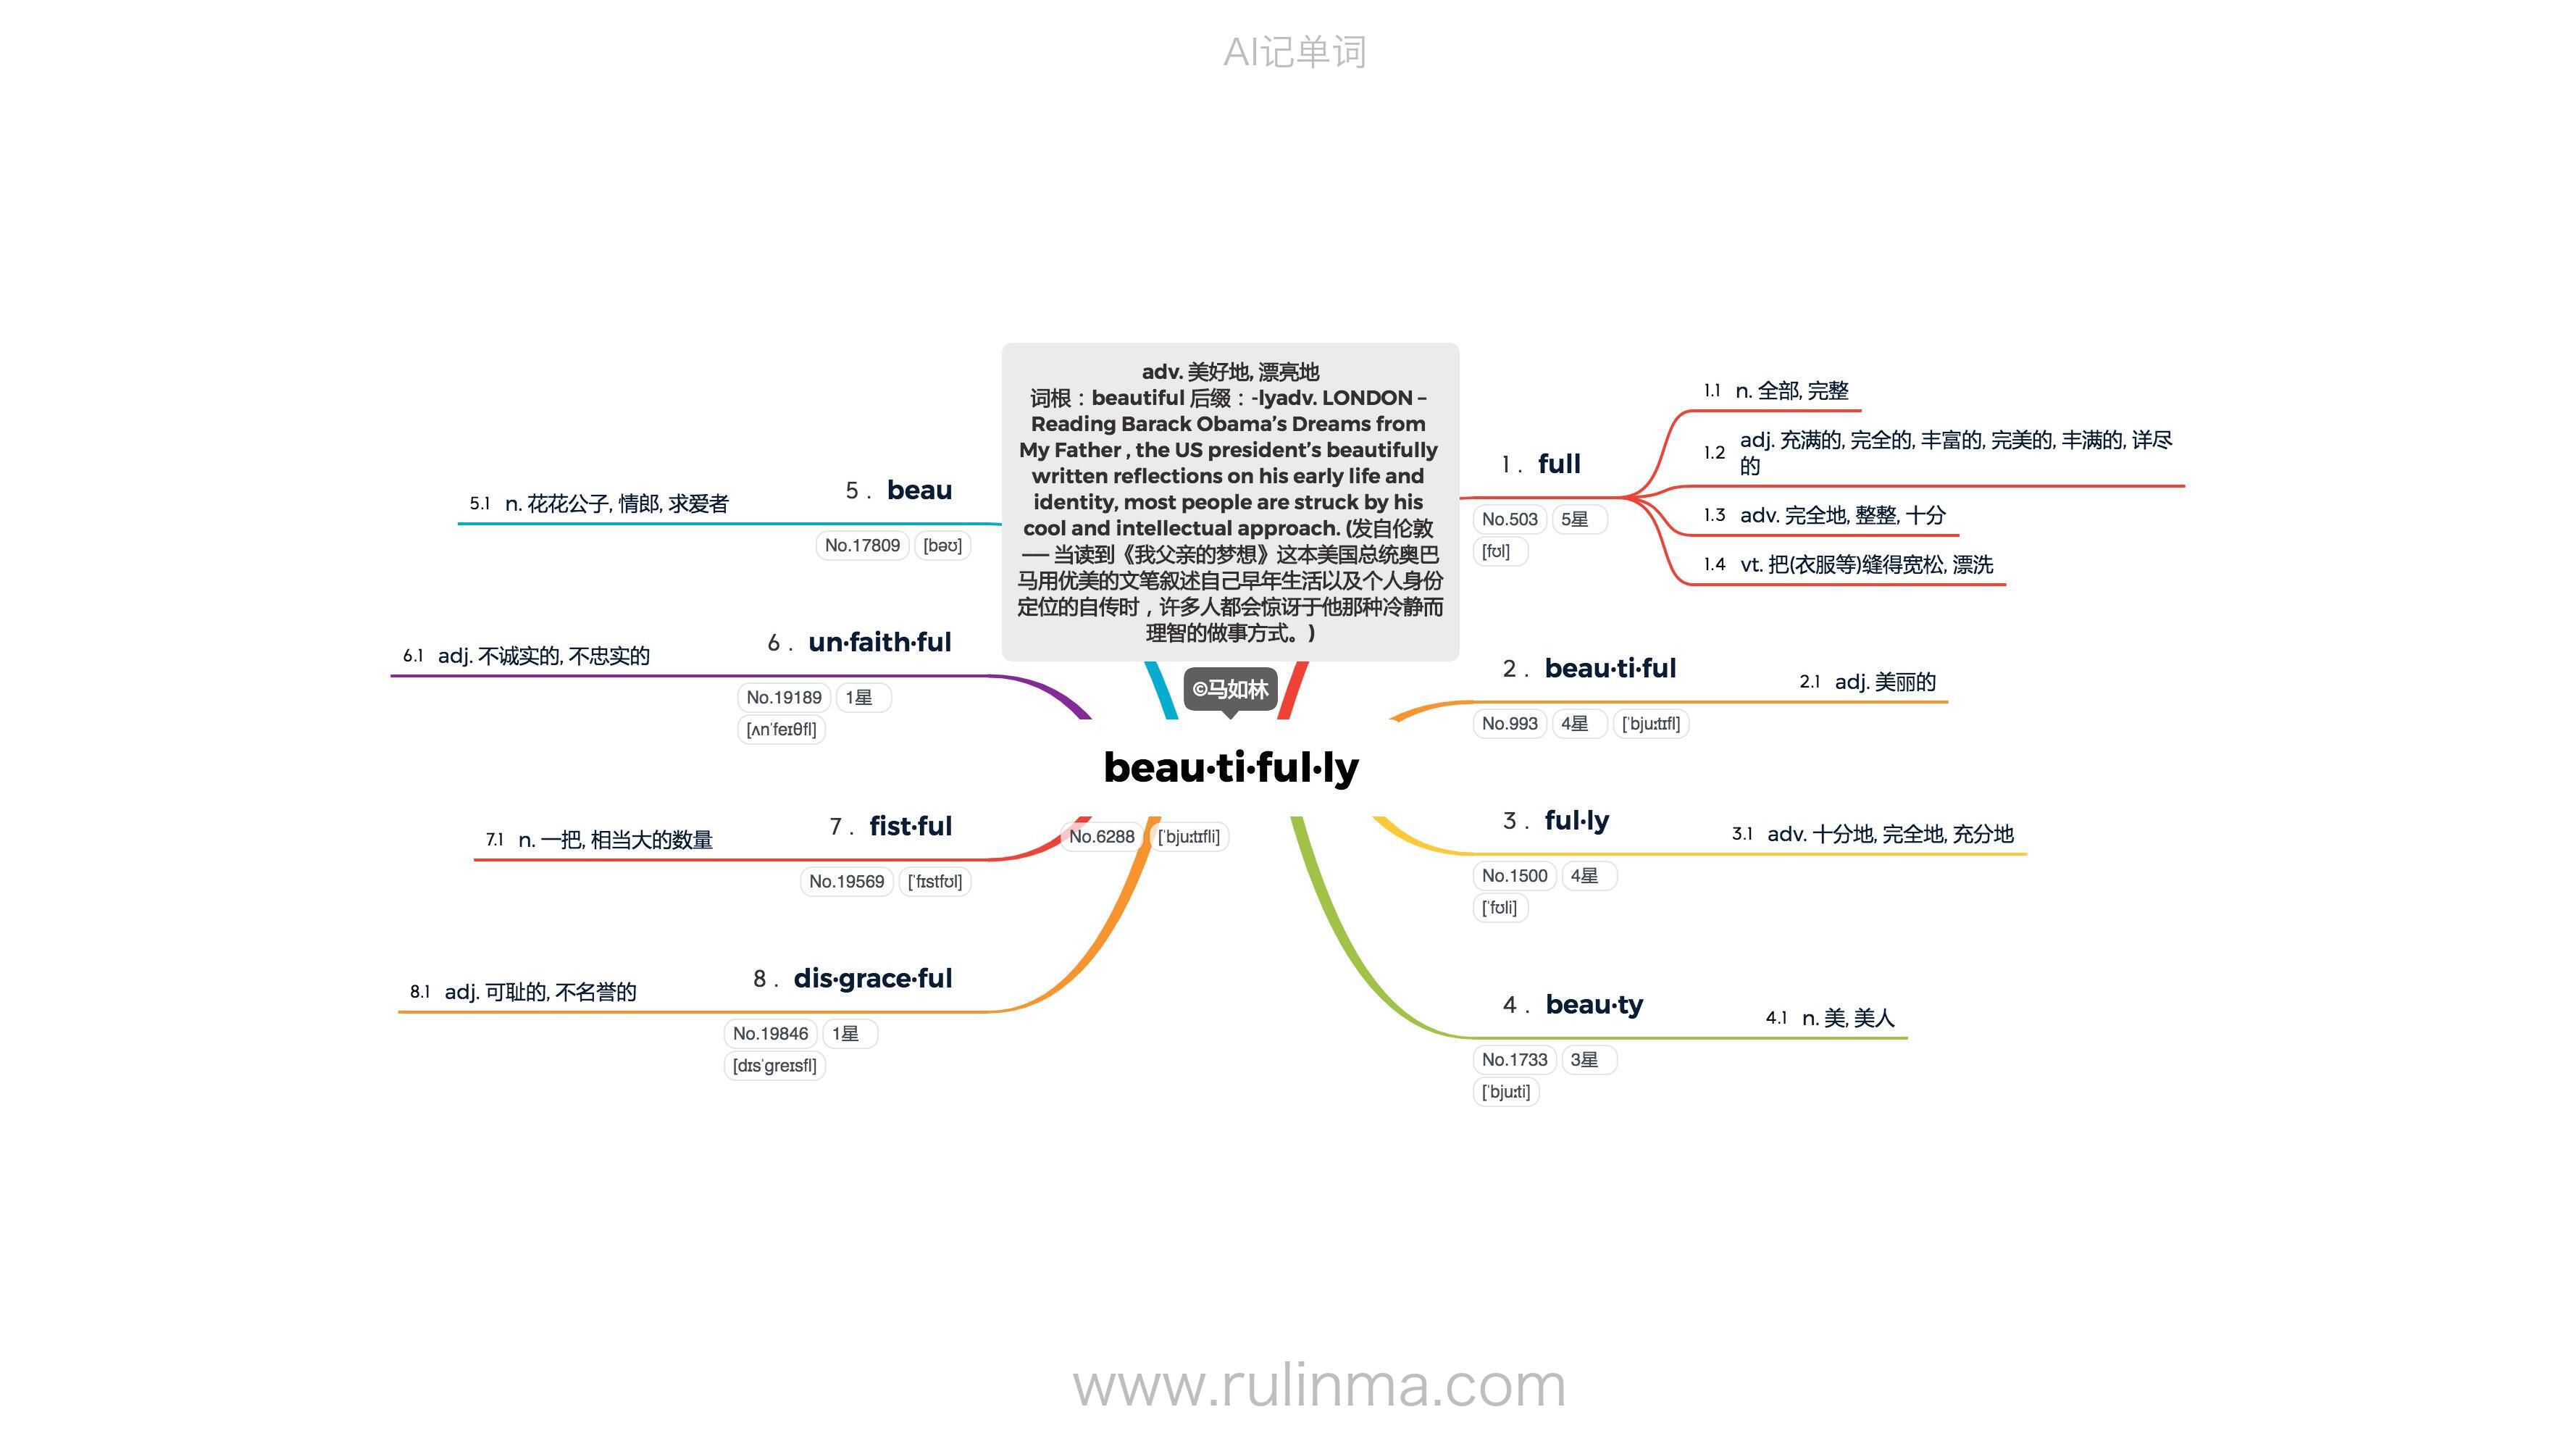 AI记单词
adv. 美好地, 漂亮地
词根：beautiful 后缀：-lyadv. LONDON –
Reading Barack Obama’s Dreams from
My Father , the US president’s beautifully
written reflections on his early life and
identity, most people are struck by his
cool and intellectual approach. (发自伦敦
—— 当读到《我父亲的梦想》这本美国总统奥巴
马用优美的文笔叙述自己早年生活以及个人身份
定位的自传时，许多人都会惊讶于他那种冷静而
理智的做事方式。)
©马如林
beau·ti·ful·ly
No.6288 [ˈbjuːtɪfli]
1 . full
No.503 5星
[fʊl]
1.1 n. 全部, 完整
1.2 adj. 充满的, 完全的, 丰富的, 完美的, 丰满的, 详尽
的
1.3 adv. 完全地, 整整, 十分
1.4 vt. 把(衣服等)缝得宽松, 漂洗
2 . beau·ti·ful
No.993 4星 [ˈbjuːtɪfl]
2.1 adj. 美丽的
3 . ful·ly
No.1500 4星
[ˈfʊli]
3.1 adv. 十分地, 完全地, 充分地
4 . beau·ty
No.1733 3星
[ˈbjuːti]
4.1 n. 美, 美人
5 . beau
No.17809 [bəʊ]
5.1 n. 花花公子, 情郎, 求爱者
6 . un·faith·ful
No.19189 1星
[ʌnˈfeɪθfl]
6.1 adj. 不诚实的, 不忠实的
7 . fist·ful
No.19569 [ˈfɪstfʊl]
7.1 n. 一把, 相当大的数量
8 . dis·grace·ful
No.19846 1星
[dɪsˈɡreɪsfl]
8.1 adj. 可耻的, 不名誉的
www.rulinma.com